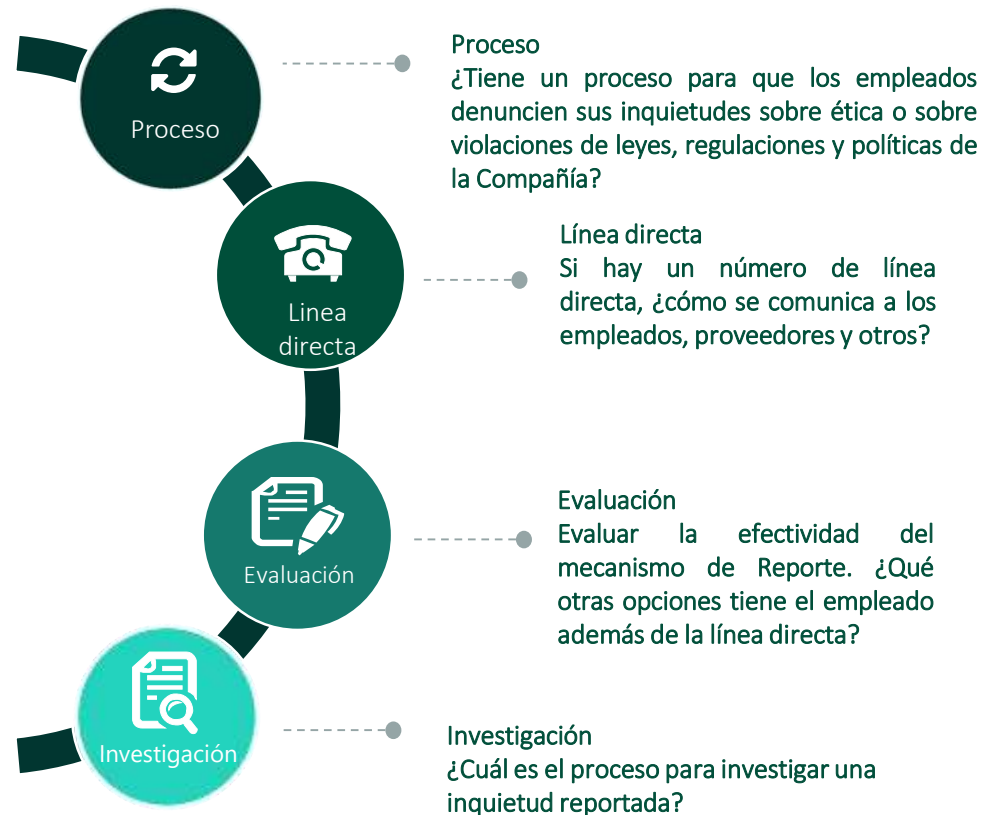 Proceso
Proceso
¿Tiene un proceso para que los empleados
denuncien sus inquietudes sobre ética o sobre
violaciones de leyes, regulaciones y políticas de
la Compañía?
Linea
directa
Línea directa
Si hay un número de línea
directa, ¿cómo se comunica a los
empleados, proveedores y otros?
Evaluación
Evaluación
Evaluar la efectividad del
mecanismo de Reporte. ¿Qué
otras opciones tiene el empleado
además de la línea directa?
Investigación
Investigación
¿Cuál es el proceso para investigar una
inquietud reportada?